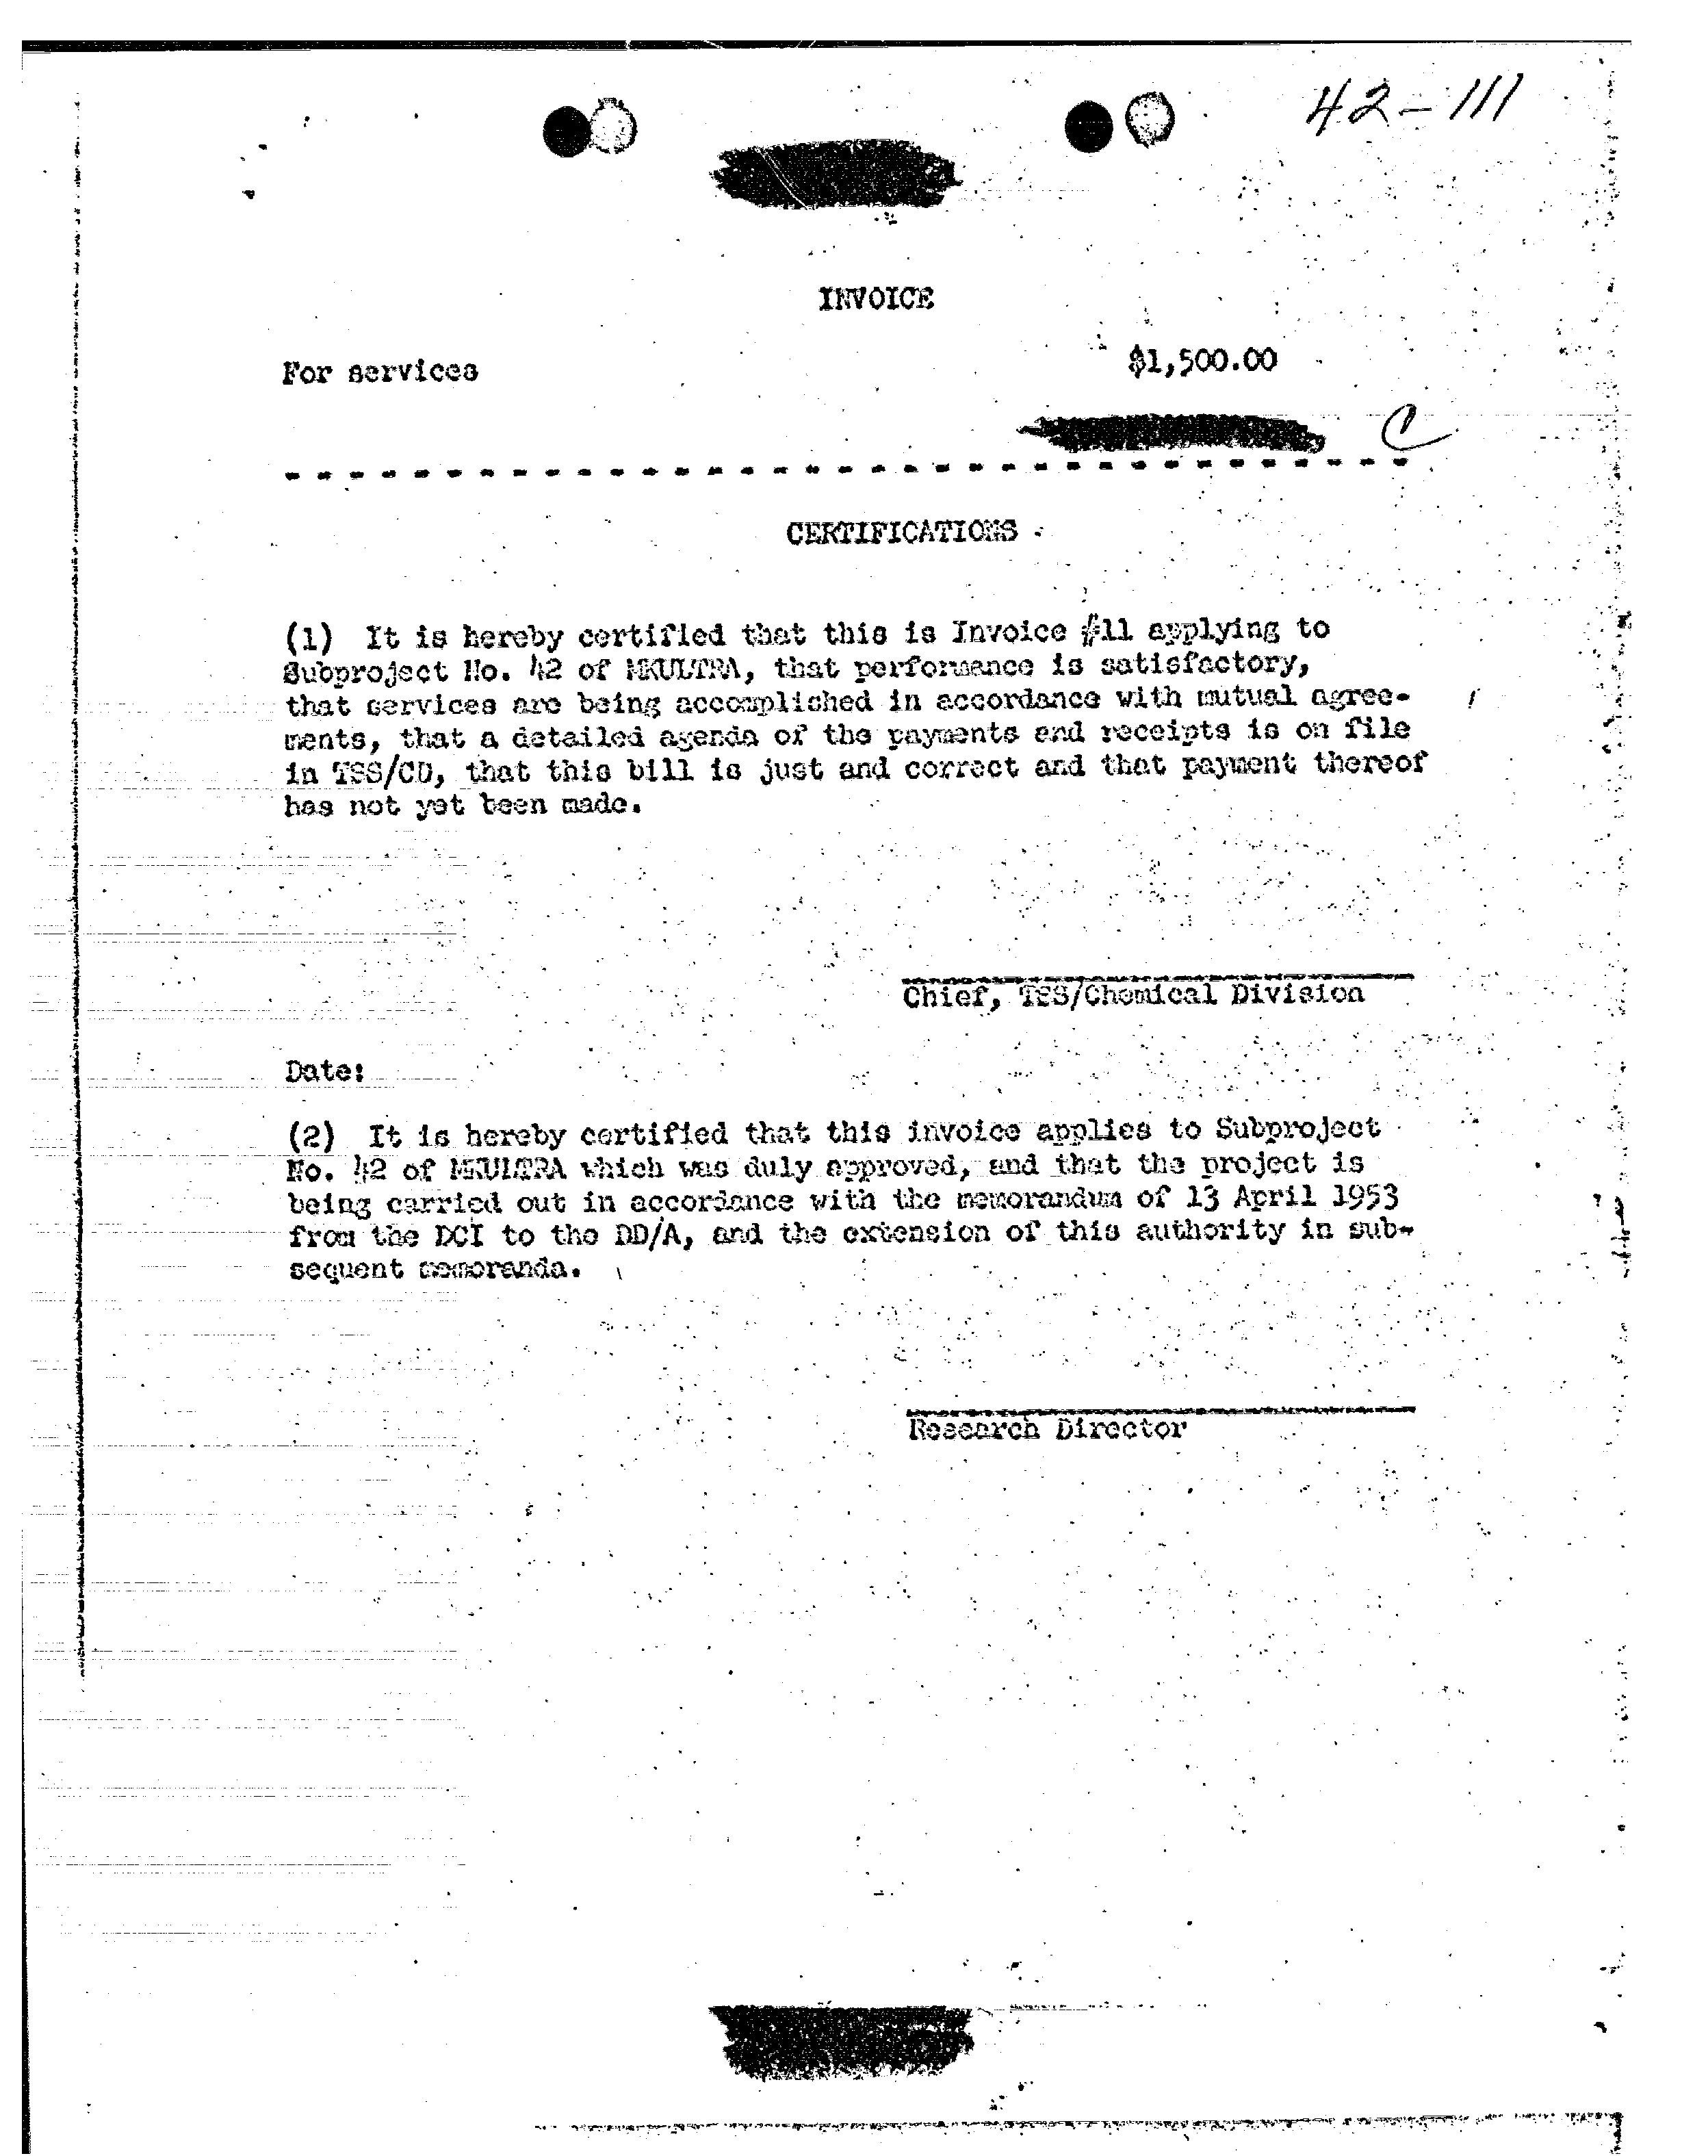 42-111
INVOICE
For services $1,500.00
C
CERTIFICATIONS
(1) It is hereby certified that this is Invoice #11 applying to
Subproject No. 42 of MKULTRA, that performance is satisfactory,
that services are being accomplished in accordance with mutual agree-
ments, that a detailed agenda of the payments and receipts is on file
in TSS/CD, that this bill is just and correct and that payment thereof
has not yet been made.
Chief, TSS/Chemical Division
Date:
(2) It is hereby certified that this invoice applies to Subproject
No. 42 of MKULTRA which was duly approved, and that the project is
being carried out in accordance with the memorandum of 13 April 1953
from the DCI to the DD/A, and the extension of this authority in sub-
sequent memoranda.
Research Director